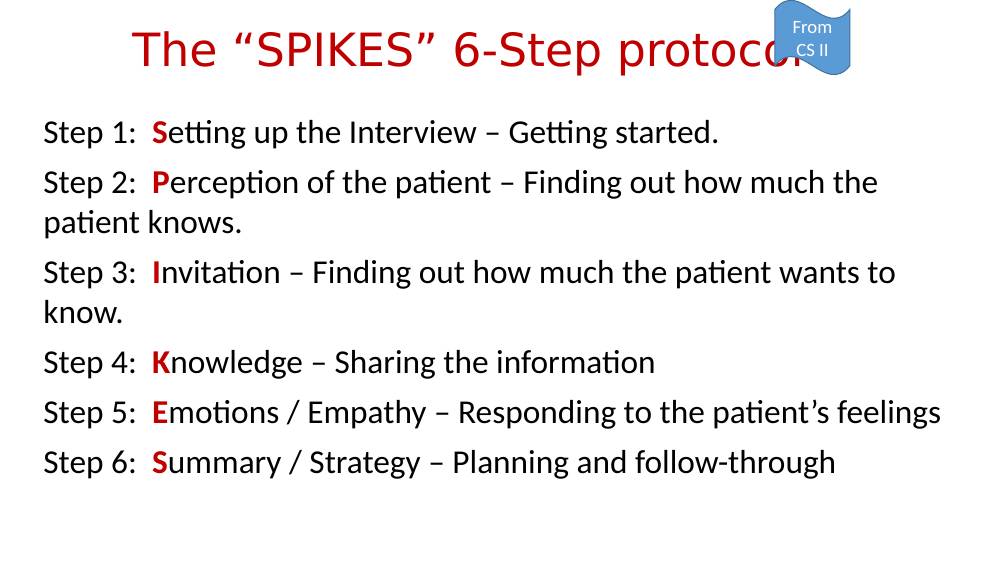 The “SPIKES” 6-Step protocol
From
CS II
Step 1:  Setting up the Interview – Getting started.
Step 2:  Perception of the patient – Finding out how much the
patient knows.
Step 3:  Invitation – Finding out how much the patient wants to
know.
Step 4:  Knowledge – Sharing the information
Step 5:  Emotions / Empathy – Responding to the patient’s feelings
Step 6:  Summary / Strategy – Planning and follow-through